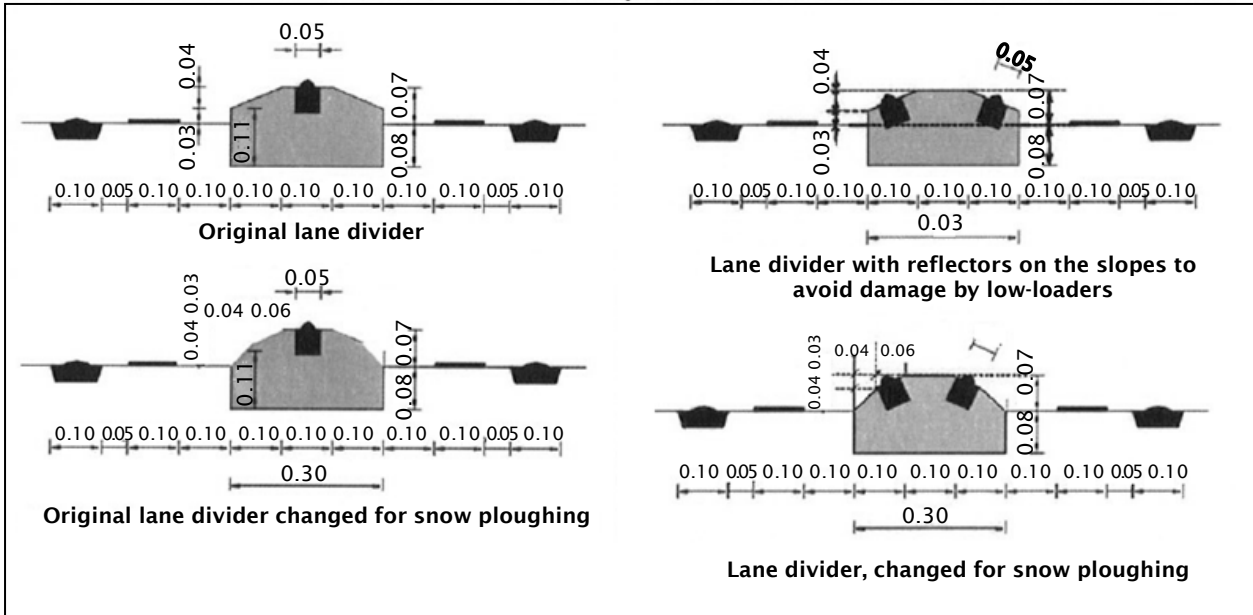 0.05
0.04
0.03
0.11
0.07
0.08
0.10 0.05 0.10 0.10 0.10 0.10 0.10 0.10 0.10 0.05 .010
Original lane divider
0.05
0.04
0.03
0.07
0.08
0.10 0.05 0.10 0.10 0.10 0.10 0.10 0.10 0.10 0.05 0.10
0.03
Lane divider with reflectors on the slopes to
avoid damage by low-loaders
0.05
0.04 0.03
0.04 0.06
0.11
0.07
0.08
0.10 0.05 0.10 0.10 0.10 0.10 0.10 0.10 0.10 0.05 0.10
0.30
Original lane divider changed for snow ploughing
0.04 0.03
0.04 0.06
0.07
0.08
0.10 0.05 0.10 0.10 0.10 0.10 0.10 0.10 0.10 0.05 0.10
0.30
Lane divider, changed for snow ploughing